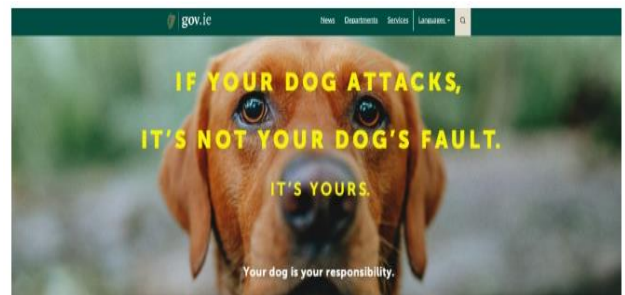 gov.ie
News Departments Services Languages
IF YOUR DOG ATTACKS,
IT'S NOT YOUR DOG'S FAULT.
IT'S YOURS.
Your dog is your responsibility.